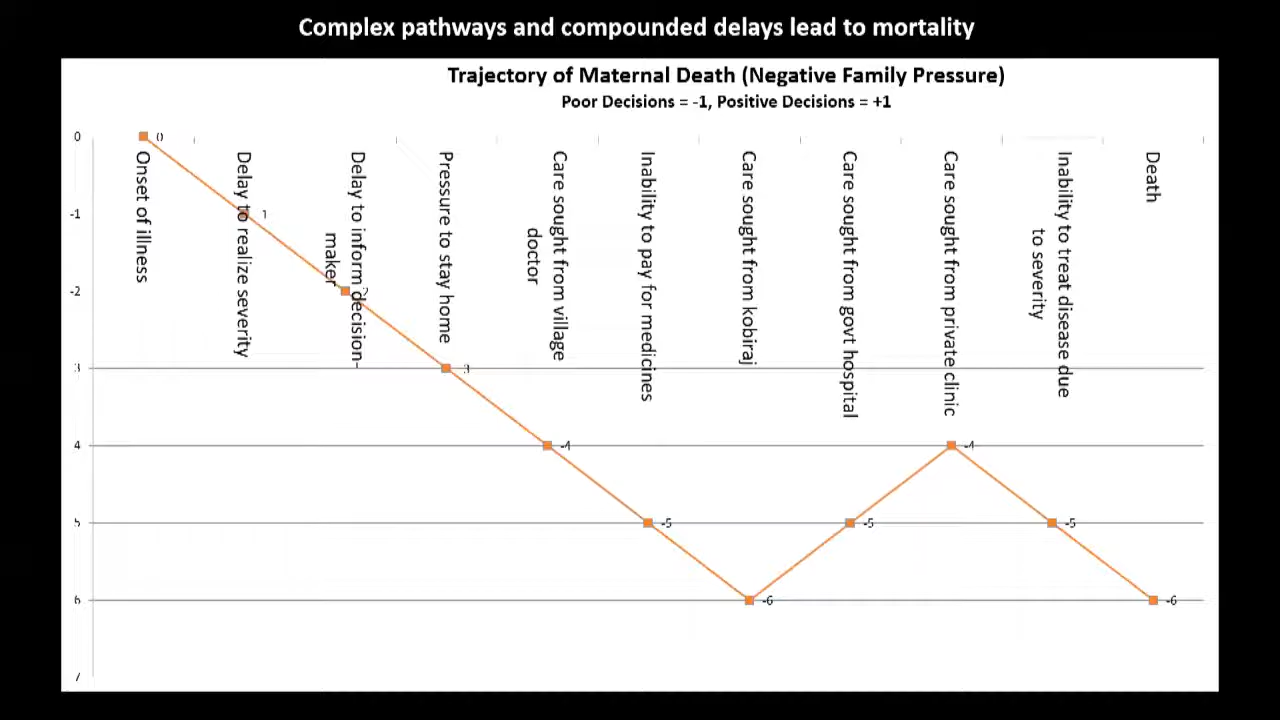 Complex pathways and compounded delays lead to mortality
Trajectory of Maternal Death (Negative Family Pressure)
Poor Decisions = -1, Positive Decisions = +1
0
-1
-2
3
4
5
6
7
0
1
2
3
-4
-5
-6
-5
-4
-5
-6
Onset of illness
Delay to realize severity
Delay to inform decision-
maker
Pressure to stay home
Care sought from village
doctor
Inability to pay for medicines
Care sought from kobiraj
Care sought from govt hospital
Care sought from private clinic
Inability to treat disease due
to severity
Death